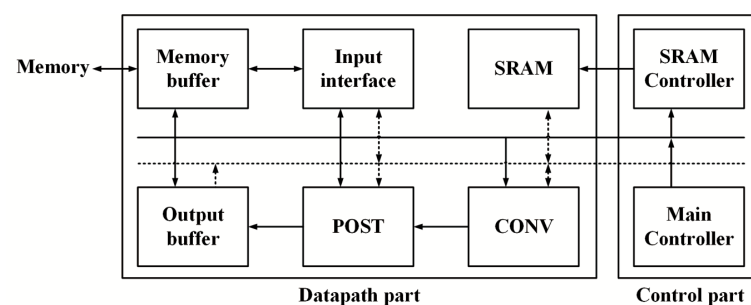 Memory
Memory
buffer
Input
interface
SRAM
SRAM
Controller
Output
buffer
POST
CONV
Main
Controller
Datapath part
Control part